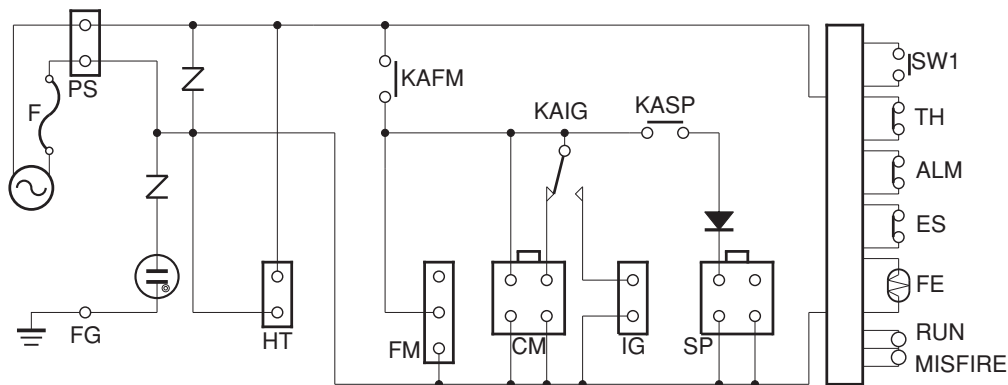 PS
F
FG
HT
KAFM
KAIG
KASP
FM
CM
IG
SP
SW1
TH
ALM
ES
FE
RUN
MISFIRE